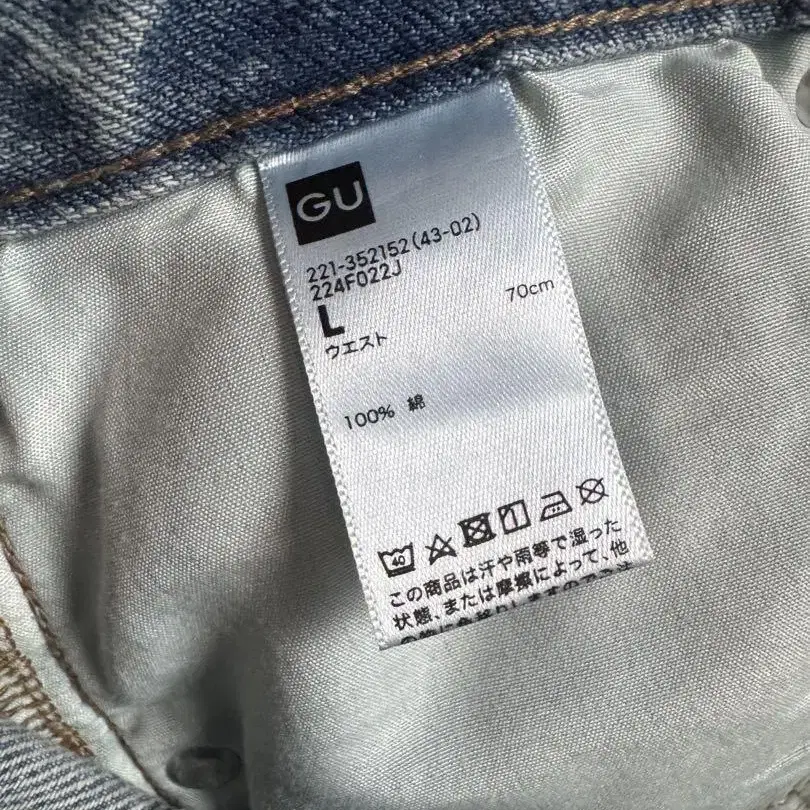 GU
221-352152(43-02)
224F022J
L
ウエスト 70cm
100% 綿
40
この商品は汗や雨等で湿った
状態、または摩擦によって、他